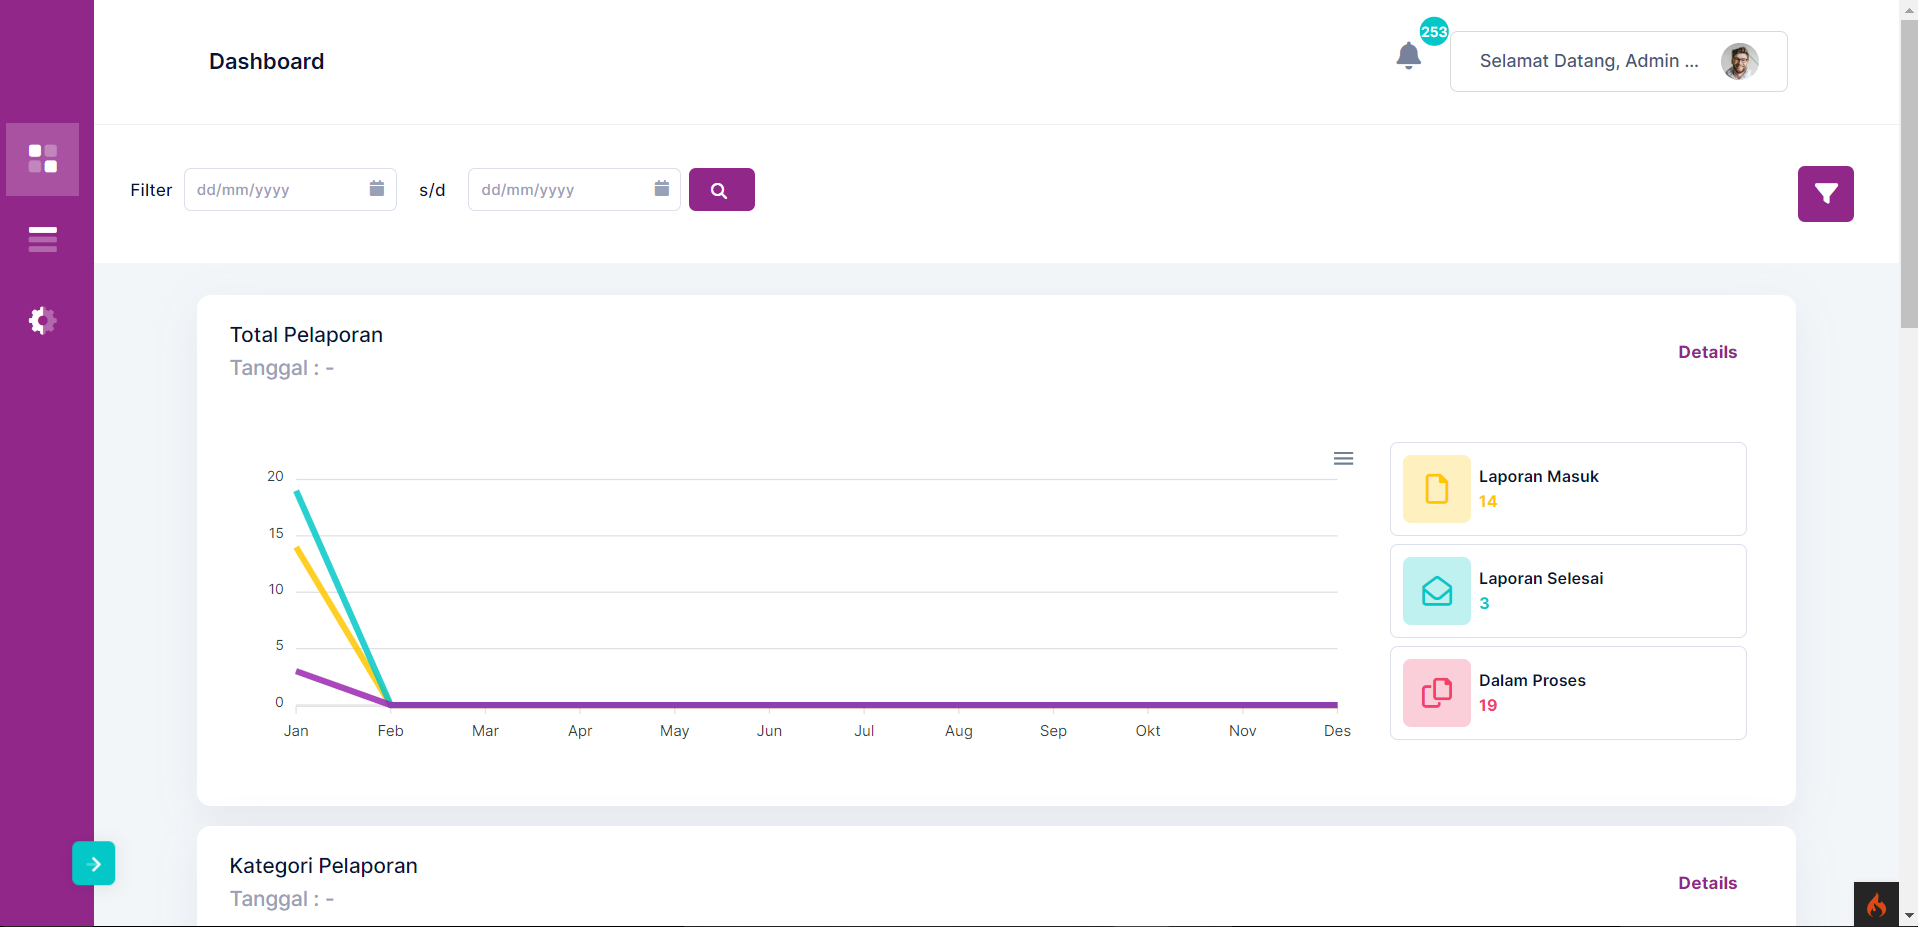 Dashboard
253
Selamat Datang, Admin ...
Filter
dd/mm/yyyy
s/d
dd/mm/yyyy
Total Pelaporan
Tanggal : -
Details
20
15
10
5
0
Jan Feb Mar Apr May Jun Jul Aug Sep Okt Nov Des
Laporan Masuk
14
Laporan Selesai
3
Dalam Proses
19
Kategori Pelaporan
Tanggal : -
Details